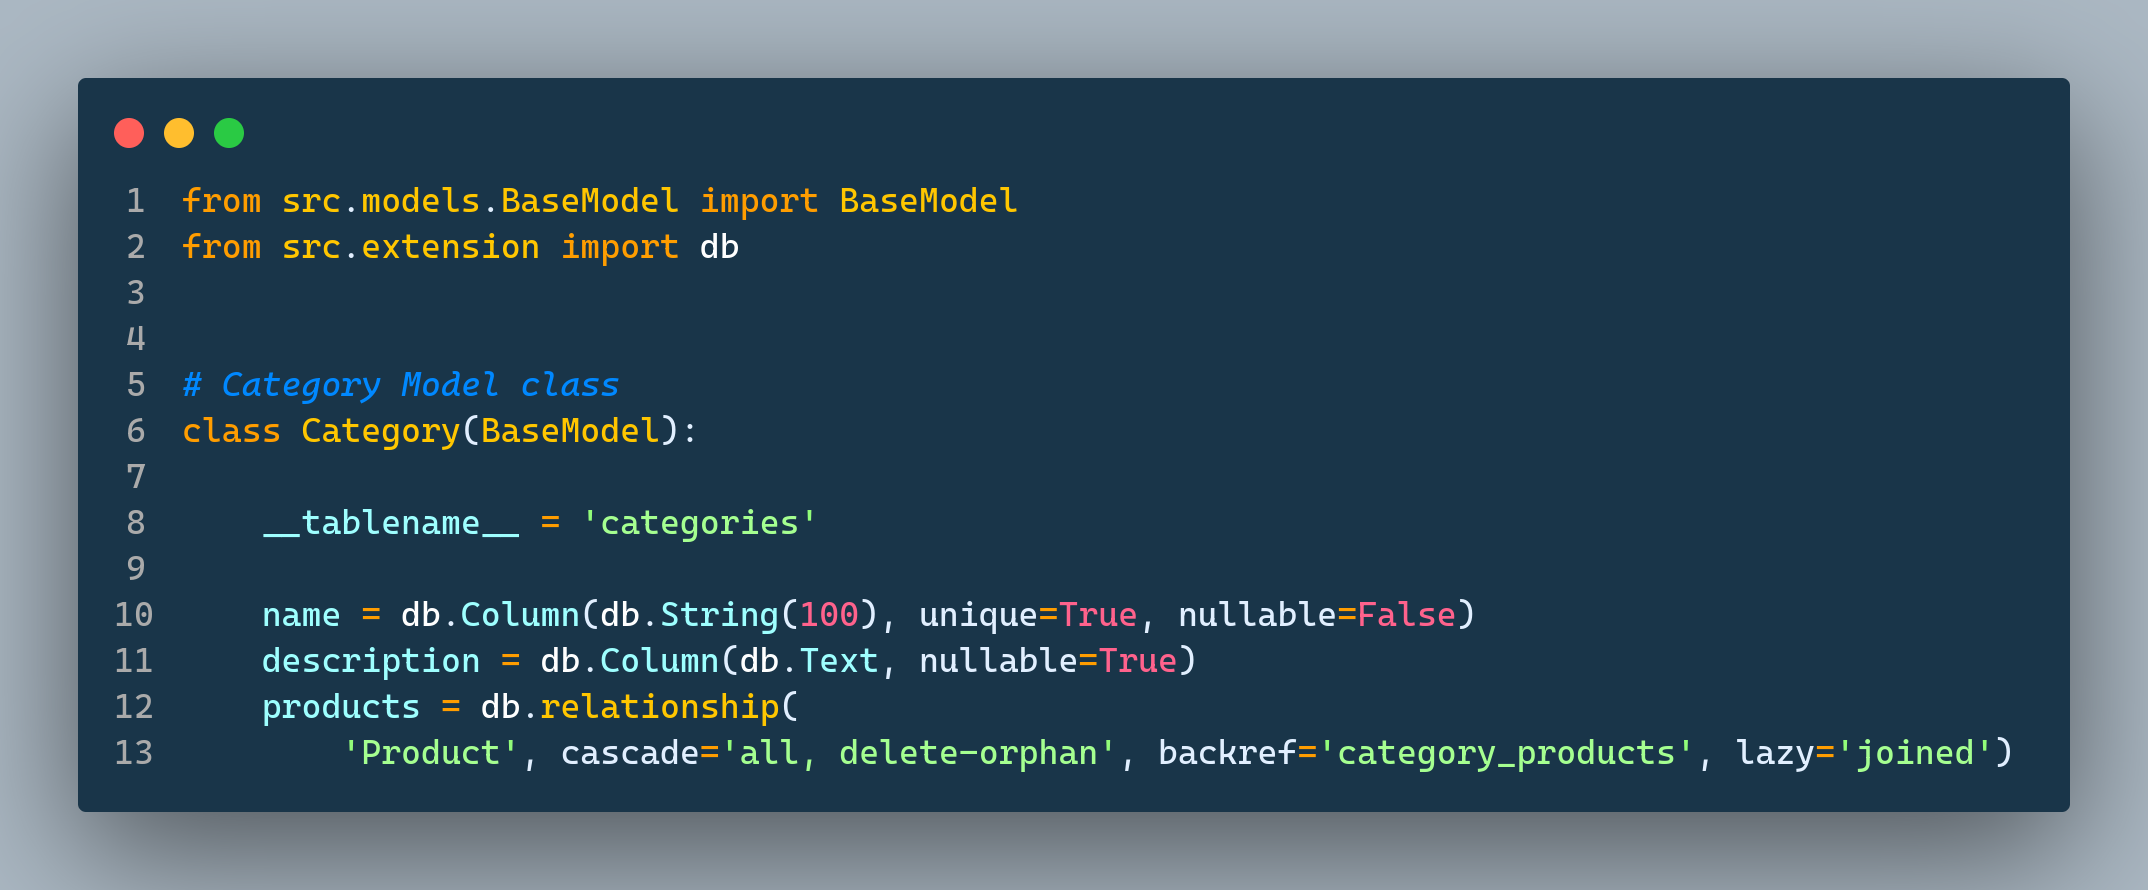 1 from src.models.BaseModel import BaseModel
2 from src.extension import db
3
4
5 # Category Model class
6 class Category(BaseModel):
7
8     __tablename__ = 'categories'
9
10     name = db.Column(db.String(100), unique=True, nullable=False)
11     description = db.Column(db.Text, nullable=True)
12     products = db.relationship(
13         'Product', cascade='all, delete-orphan', backref='category_products', lazy='joined')